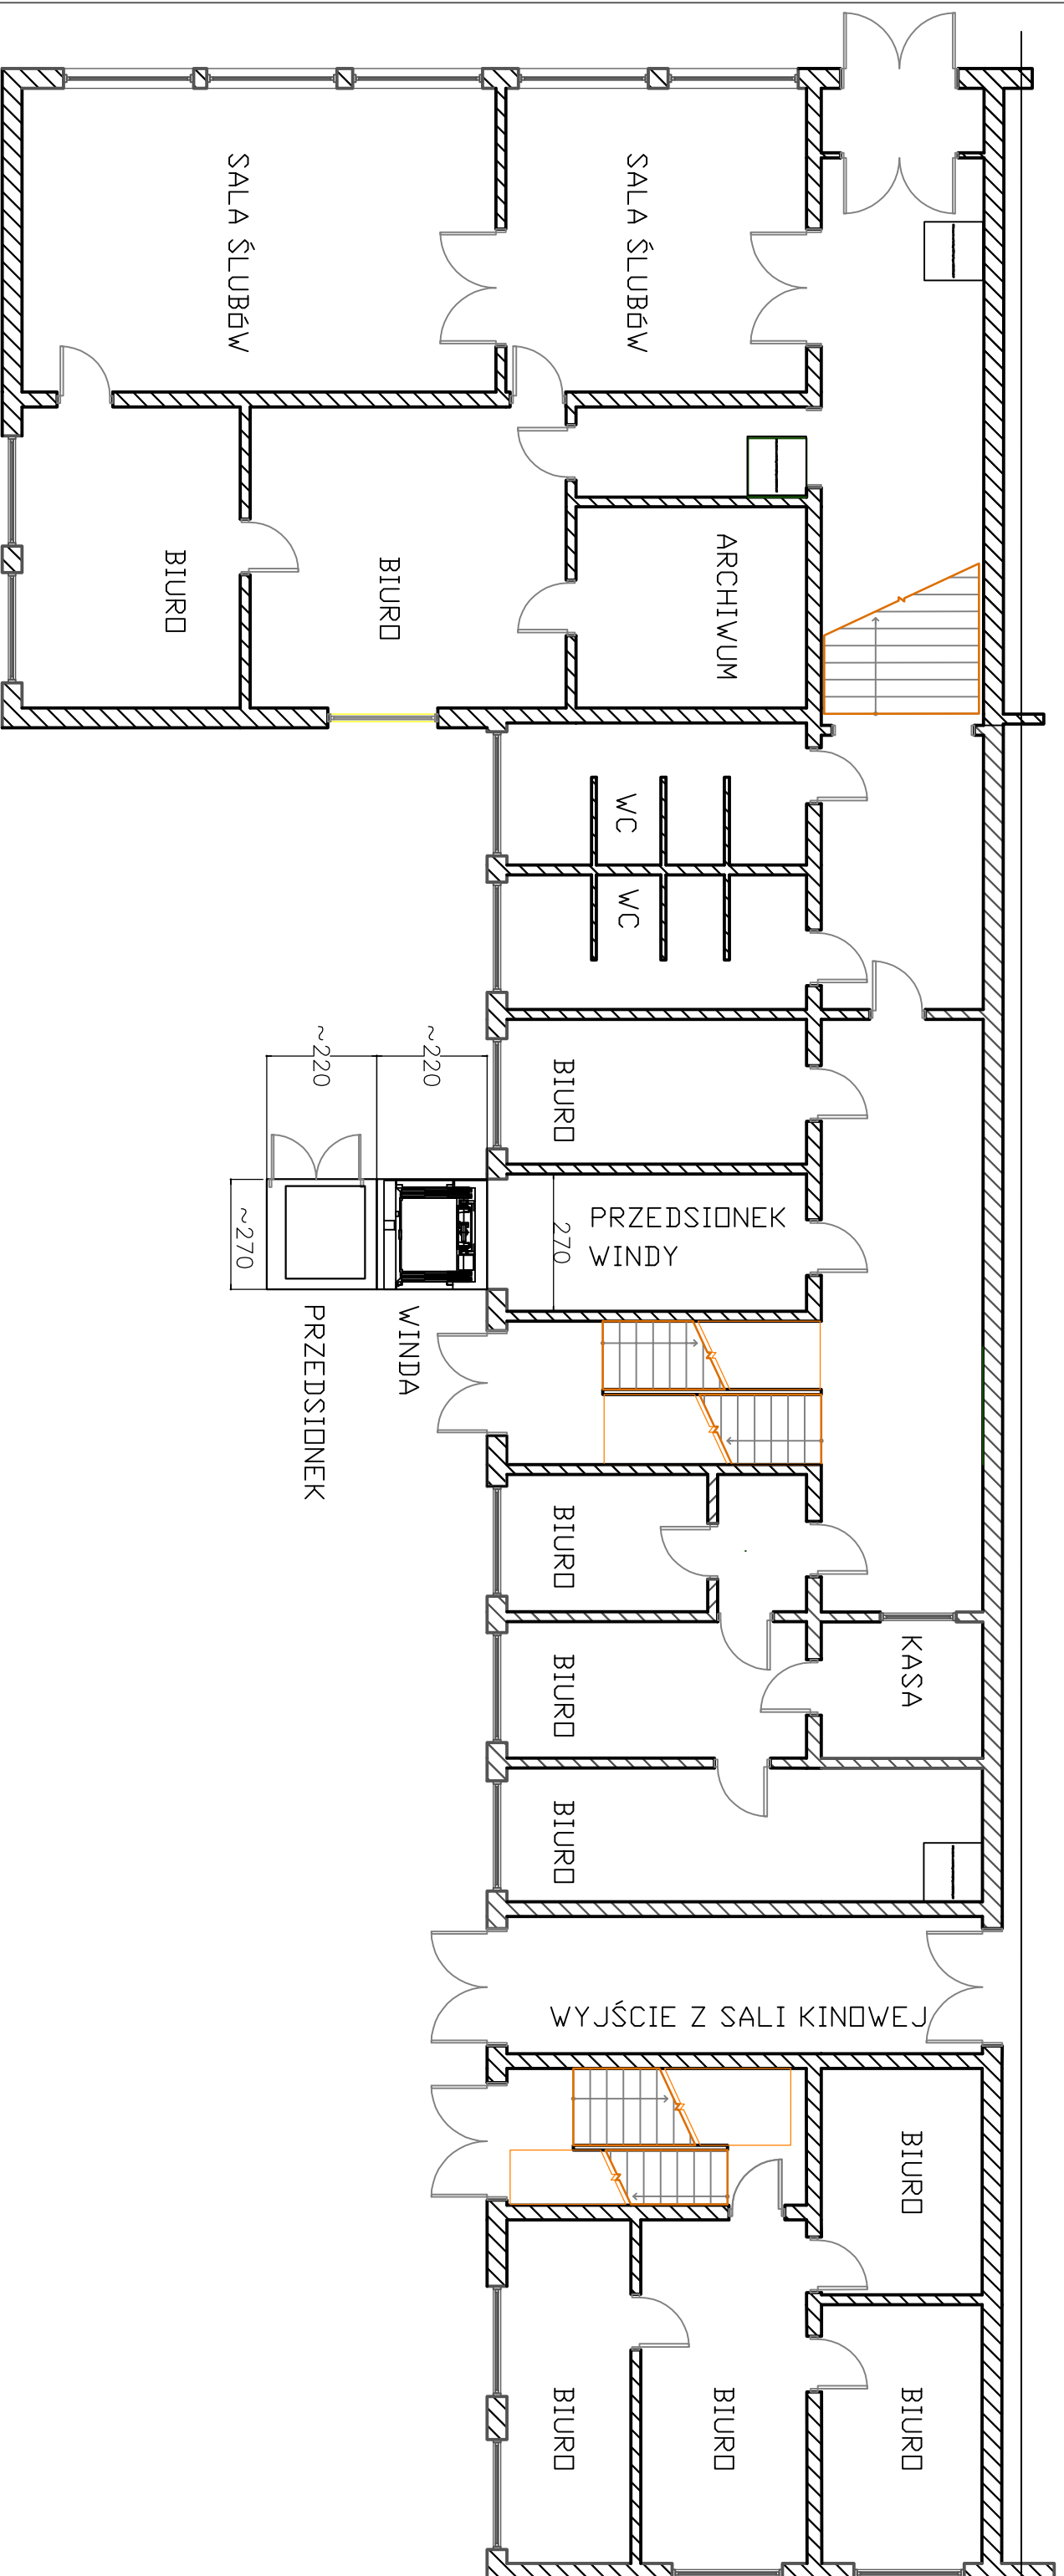 SALA ŚLUBÓW
SALA ŚLUBÓW
ARCHIWUM
BIURO
BIURO
WC
WC
BIURO
~220
~220
PRZEDSIONEK
WINDY
270
~270
WINDA
PRZEDSIONEK
BIURO
BIURO
KASA
BIURO
WYJŚCIE Z SALI KINOWEJ
BIURO
BIURO
BIURO
BIURO